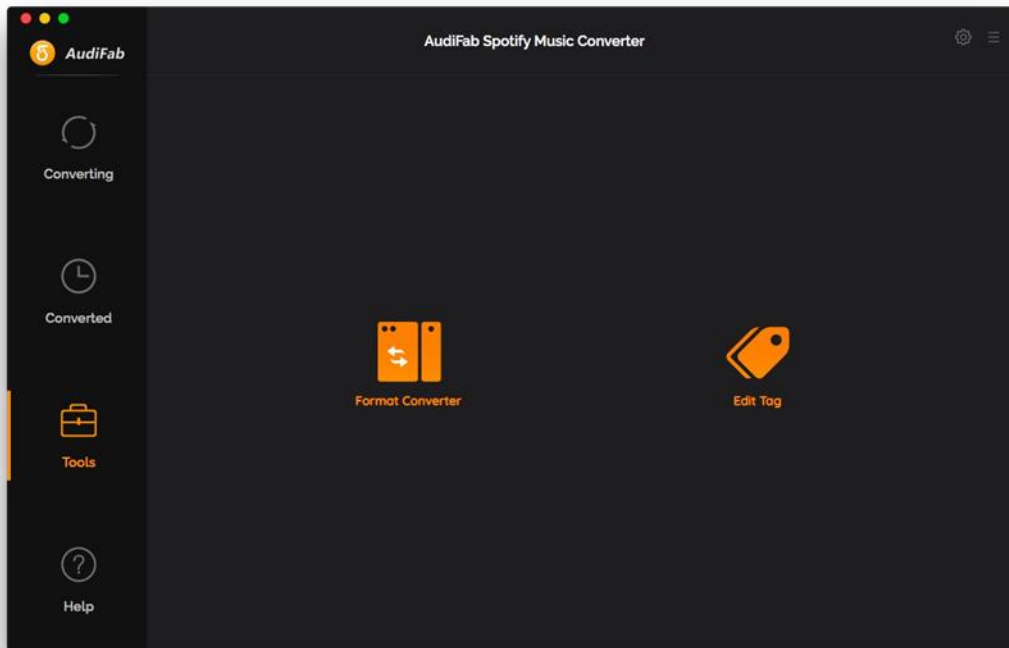 AudiFab
AudiFab Spotify Music Converter
Converting
Converted
Format Converter
Edit Tag
Tools
Help